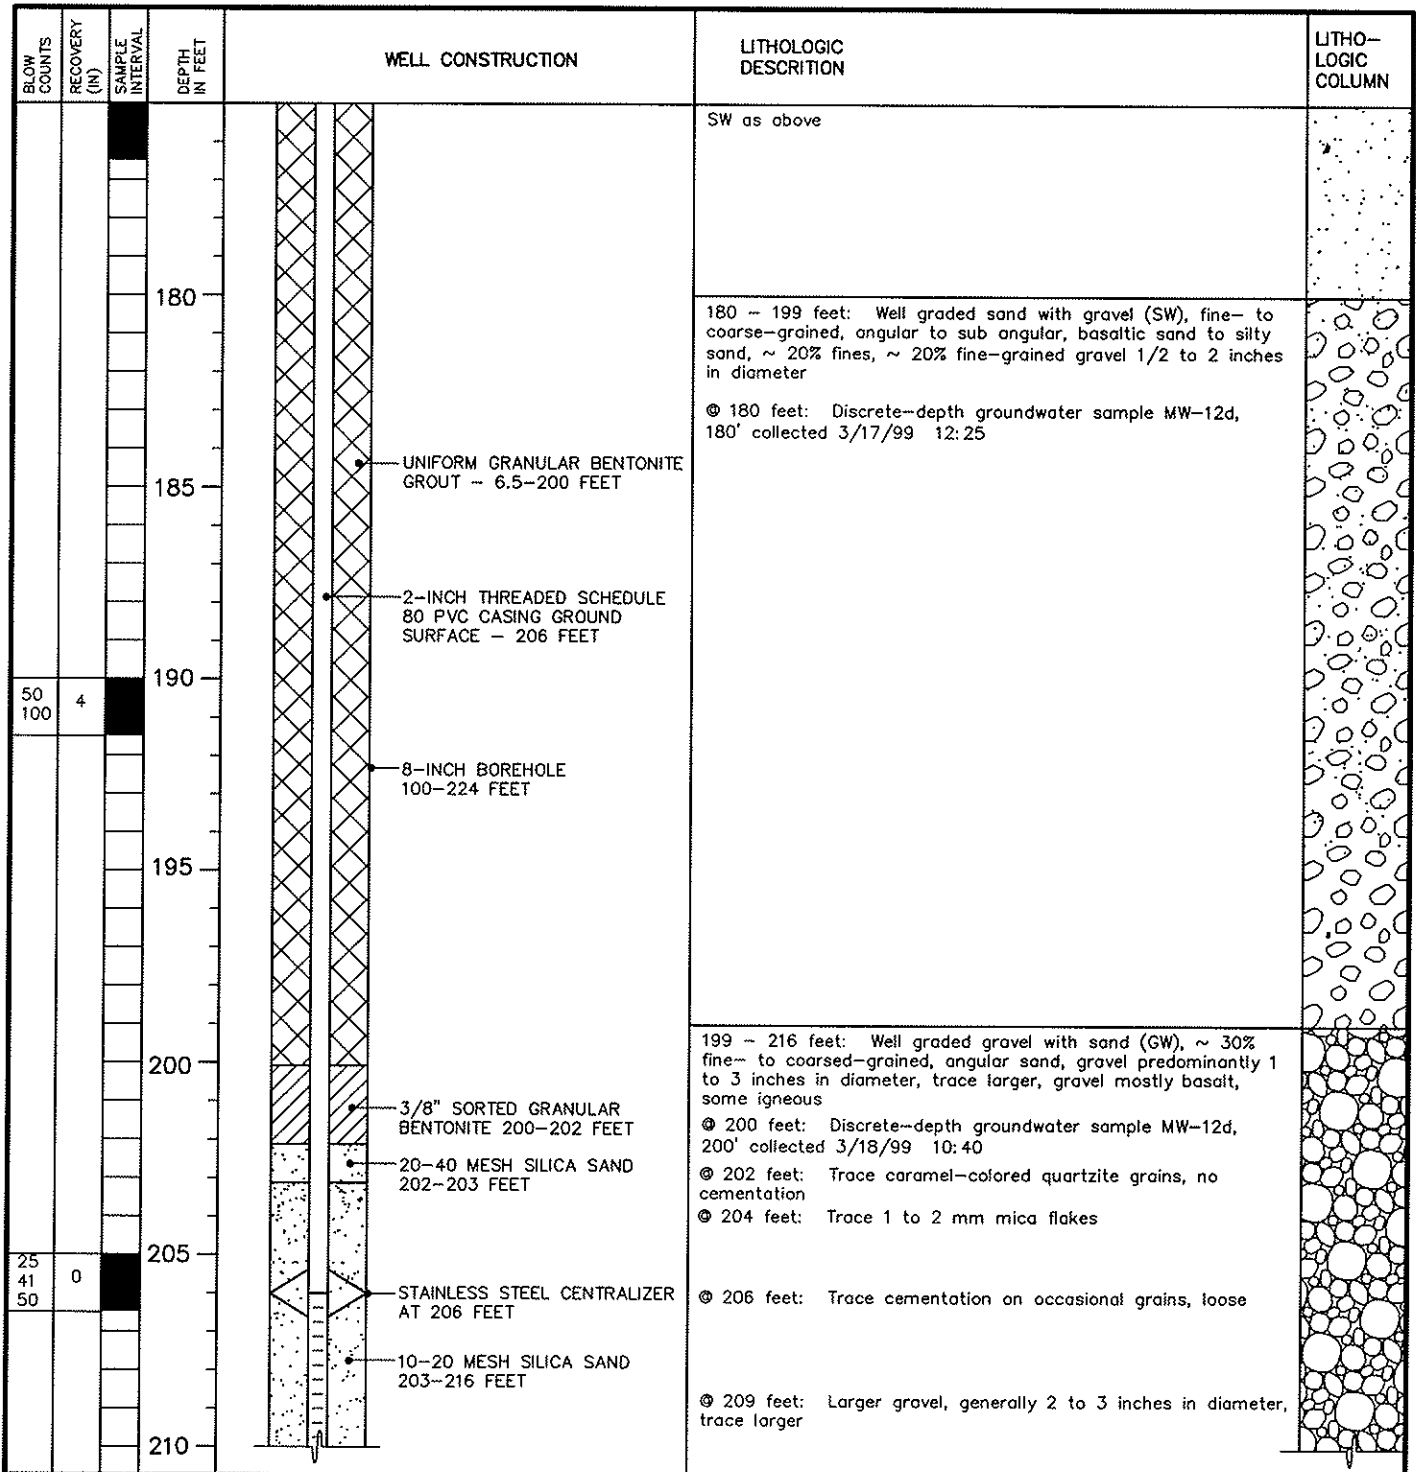 BLOW
COUNTS
RECOVERY
(IN)
SAMPLE
INTERVAL
DEPTH
IN FEET
WELL CONSTRUCTION
LITHOLOGIC
DESCRITION
LITHO-
LOGIC
COLUMN
SW as above
180
180 - 199 feet: Well graded sand with gravel (SW), fine- to
coarse-grained, angular to sub angular, basaltic sand to silty
sand, ~ 20% fines, ~ 20% fine-grained gravel 1/2 to 2 inches
in diameter
@ 180 feet: Discrete-depth groundwater sample MW-12d,
180' collected 3/17/99 12:25
UNIFORM GRANULAR BENTONITE
GROUT - 6.5-200 FEET
185
2-INCH THREADED SCHEDULE
80 PVC CASING GROUND
SURFACE - 206 FEET
190
50
100
4
8-INCH BOREHOLE
100-224 FEET
195
199 - 216 feet: Well graded gravel with sand (GW), ~ 30%
fine- to coarsed-grained, angular sand, gravel predominantly 1
to 3 inches in diameter, trace larger, gravel mostly basalt,
some igneous
200
3/8" SORTED GRANULAR
BENTONITE 200-202 FEET
@ 200 feet: Discrete-depth groundwater sample MW-12d,
200' collected 3/18/99 10:40
20-40 MESH SILICA SAND
202-203 FEET
@ 202 feet: Trace caramel-colored quartzite grains, no
cementation
@ 204 feet: Trace 1 to 2 mm mica flakes
205
25
41
50
0
STAINLESS STEEL CENTRALIZER
AT 206 FEET
@ 206 feet: Trace cementation on occasional grains, loose
10-20 MESH SILICA SAND
203-216 FEET
@ 209 feet: Larger gravel, generally 2 to 3 inches in diameter,
trace larger
210